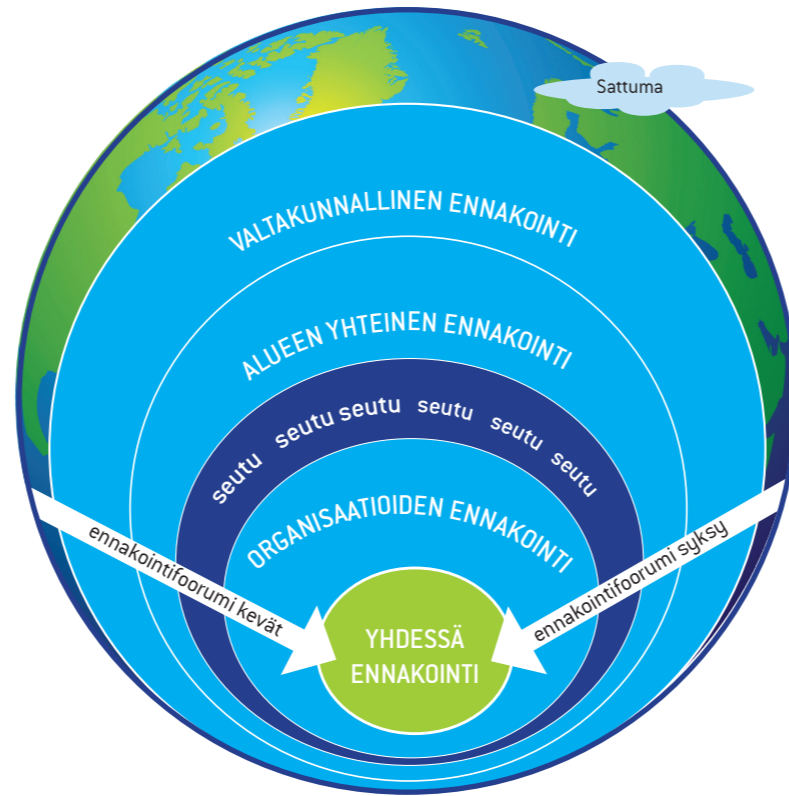 Sattuma
VALTAKUNNALLINEN ENNAKOINTI
ALUEEN YHTEINEN ENNAKOINTI
seutu seutu seutu seutu seutu seutu
ORGANISAATIOIDEN ENNAKOINTI
ennakointifoorumi kevät
ennakointifoorumi syksy
YHDESSÄ
ENNAKOINTI